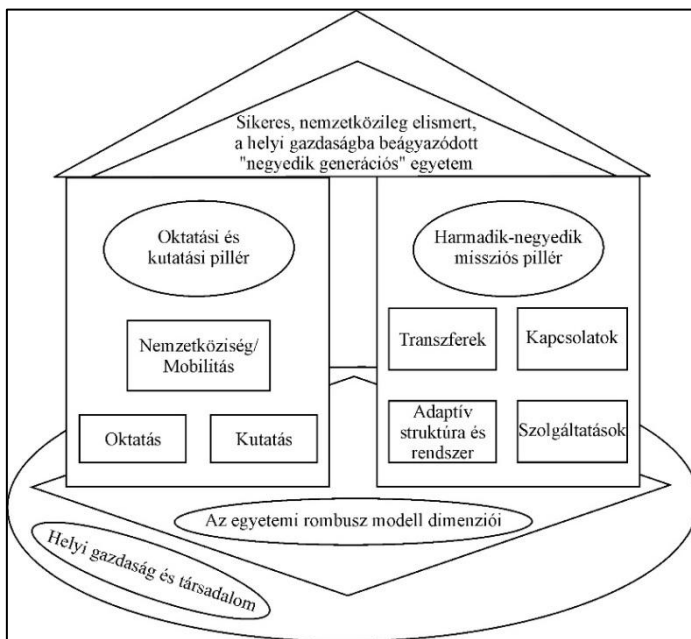 Sikeres, nemzetközileg elismert,
a helyi gazdaságba beágyazódott
"negyedik generációs" egyetem
Oktatási és
kutatási pillér
Harmadik-negyedik
missziós pillér
Nemzetköziség/
Mobilitás
Transzferek
Kapcsolatok
Oktatás
Kutatás
Adaptív
struktúra és
rendszer
Szolgáltatások
Az egyetemi rombusz modell dimenziói
Helyi gazdaság és
társadalom